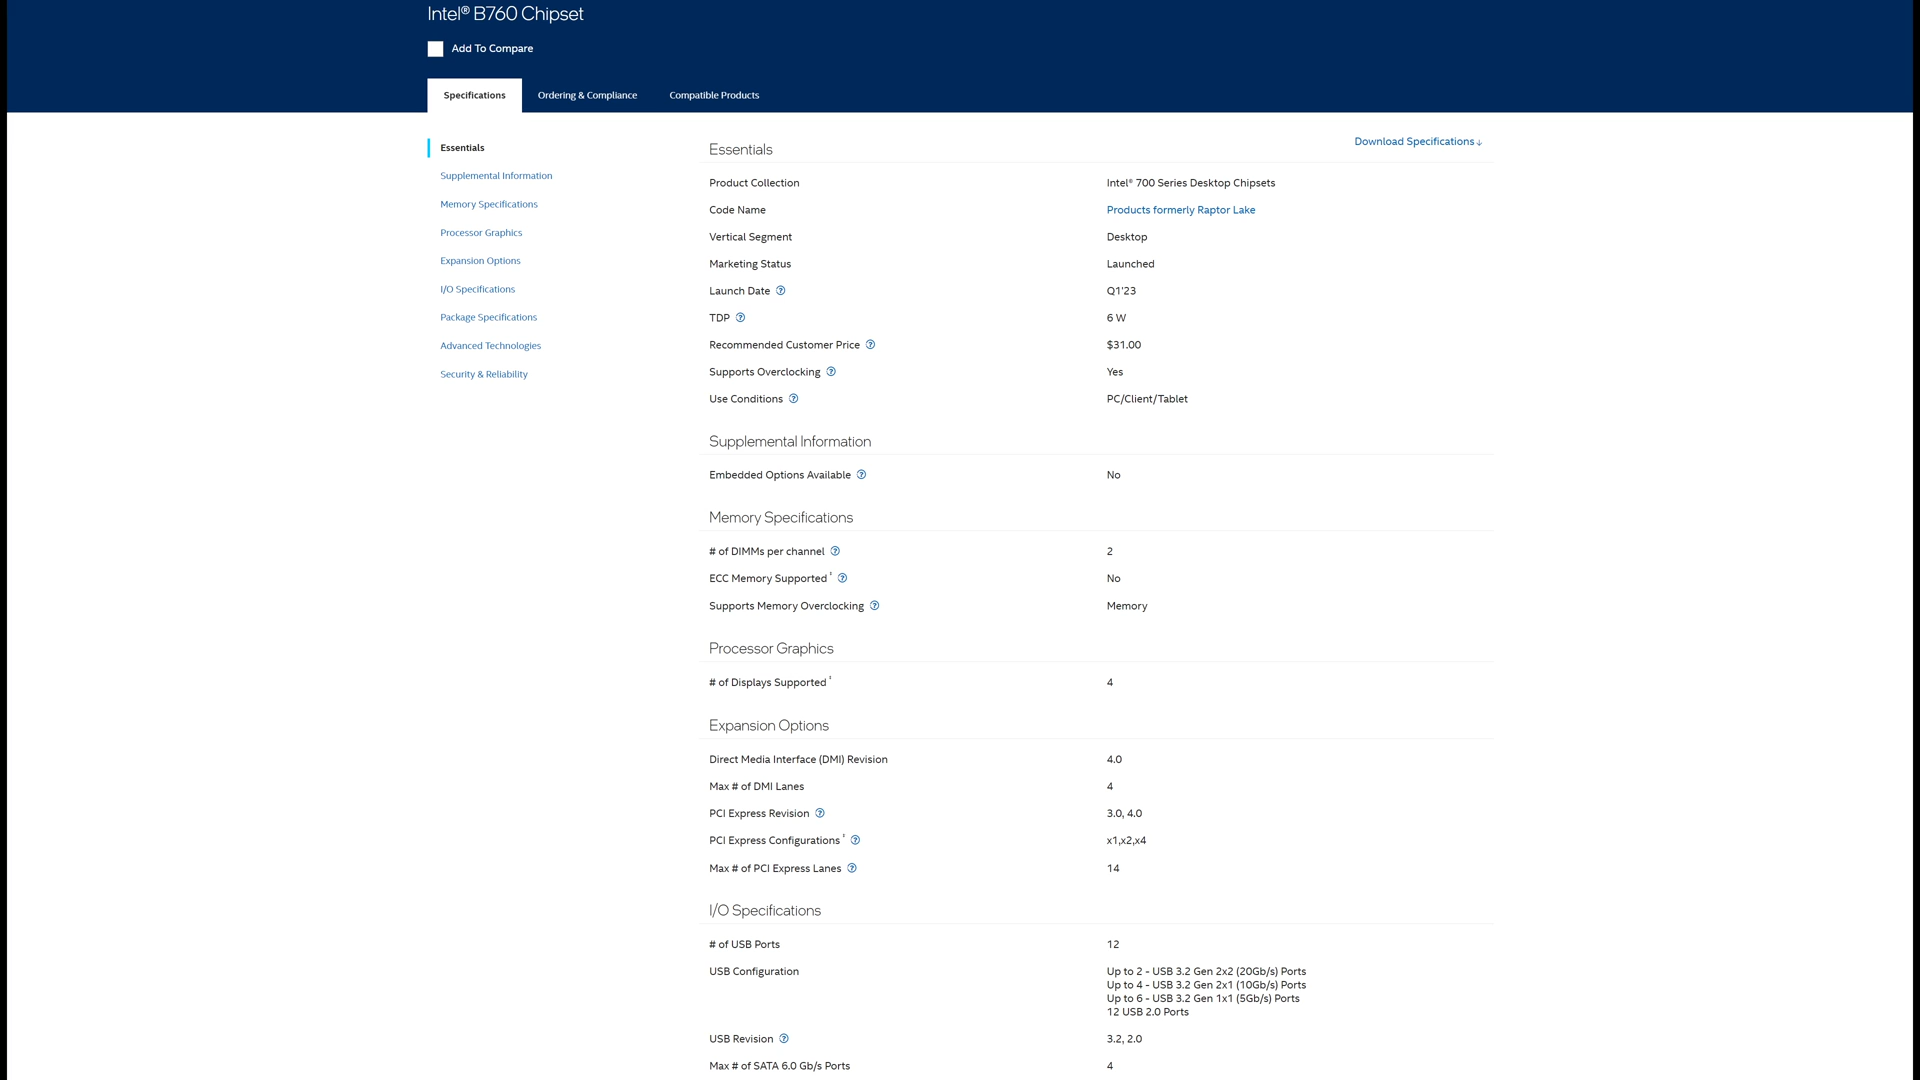 Intel® B760 Chipset
Add To Compare
Specifications
Ordering & Compliance
Compatible Products
Essentials
Supplemental Information
Memory Specifications
Processor Graphics
Expansion Options
I/O Specifications
Package Specifications
Advanced Technologies
Security & Reliability
Download Specifications↓
Essentials
Product Collection Intel® 700 Series Desktop Chipsets
Code Name Products formerly Raptor Lake
Vertical Segment Desktop
Marketing Status Launched
Launch Date ? Q1'23
TDP ? 6 W
Recommended Customer Price ? $31.00
Supports Overclocking ? Yes
Use Conditions ? PC/Client/Tablet
Supplemental Information
Embedded Options Available ? No
Memory Specifications
# of DIMMs per channel ? 2
ECC Memory Supported ‡ ? No
Supports Memory Overclocking ? Memory
Processor Graphics
# of Displays Supported ‡ 4
Expansion Options
Direct Media Interface (DMI) Revision 4.0
Max # of DMI Lanes 4
PCI Express Revision ? 3.0, 4.0
PCI Express Configurations ‡ ? x1,x2,x4
Max # of PCI Express Lanes ? 14
I/O Specifications
# of USB Ports 12
USB Configuration Up to 2 - USB 3.2 Gen 2x2 (20Gb/s) Ports
Up to 4 - USB 3.2 Gen 2x1 (10Gb/s) Ports
Up to 6 - USB 3.2 Gen 1x1 (5Gb/s) Ports
12 USB 2.0 Ports
USB Revision ? 3.2, 2.0
Max # of SATA 6.0 Gb/s Ports 4